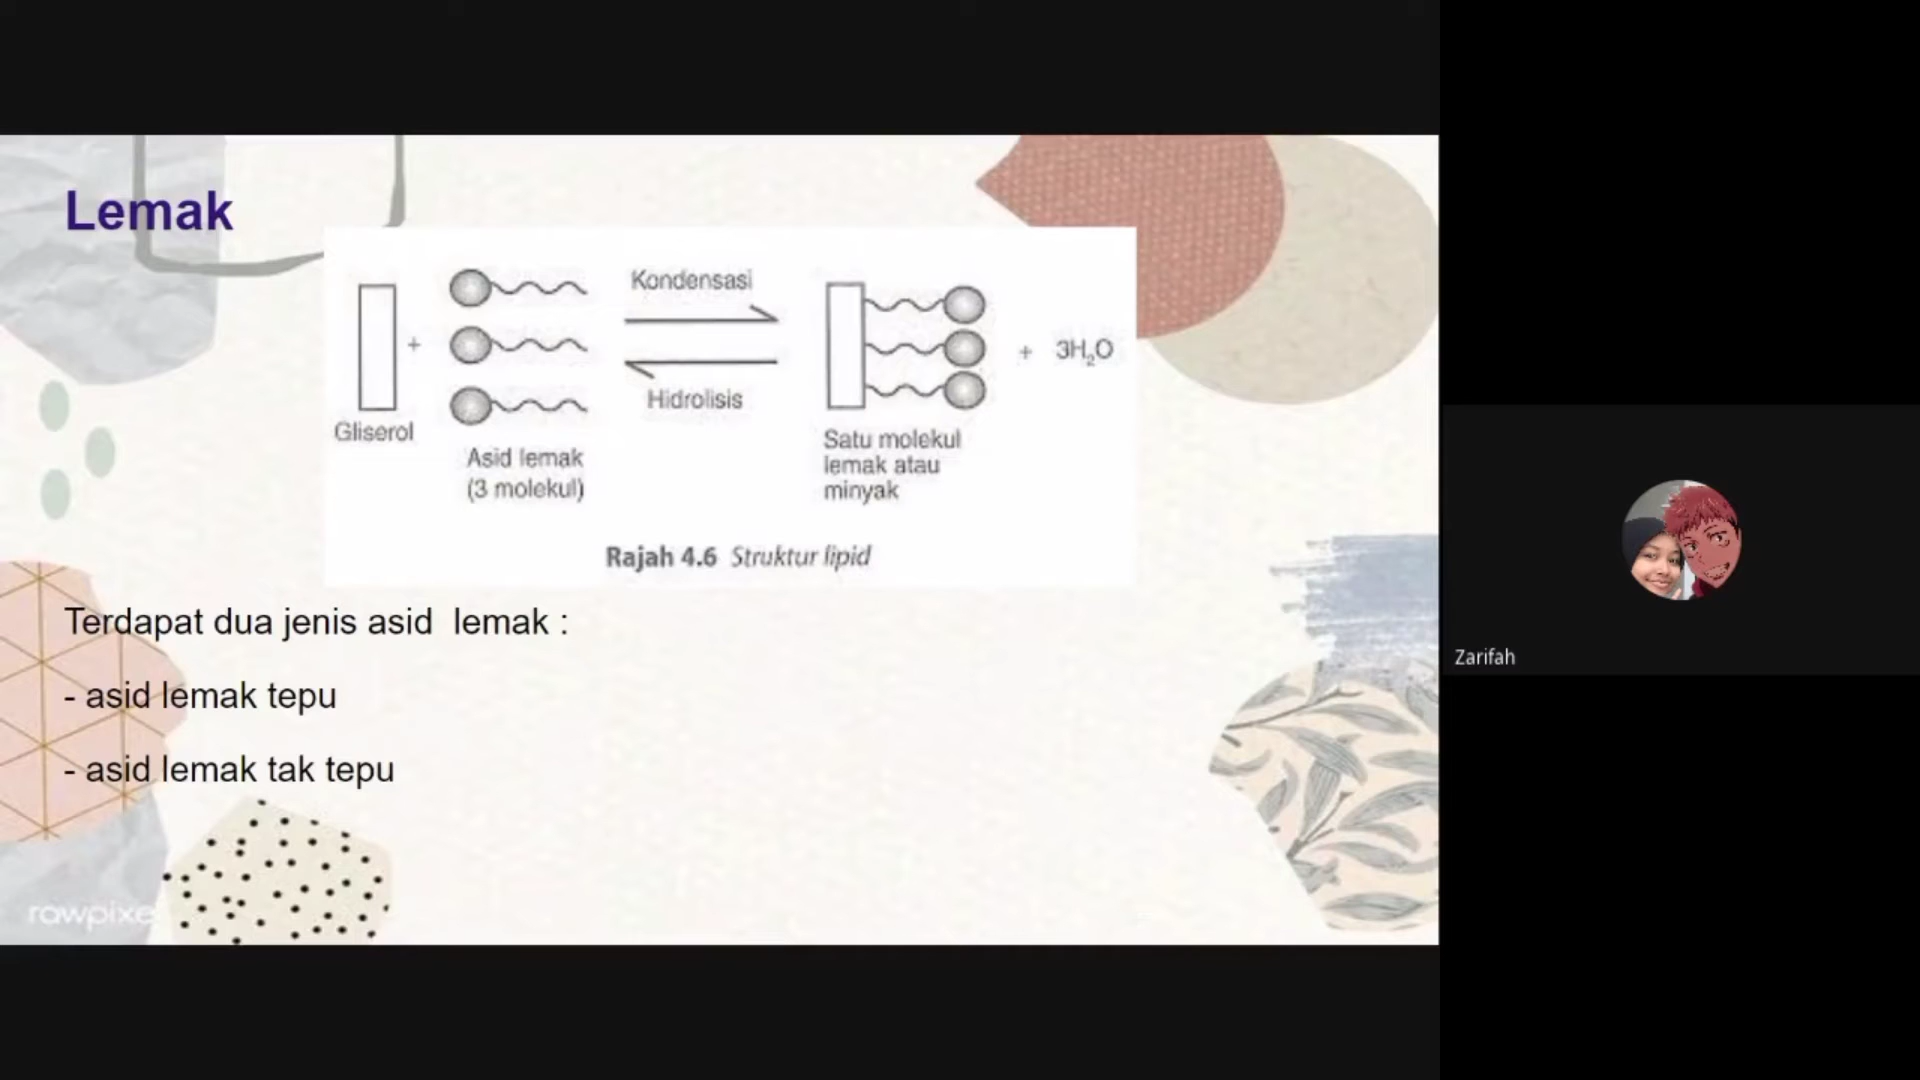 Lemak
Kondensasi
+
+ 3H₂O
Hidrolisis
Gliserol
Asid lemak
(3 molekul)
Satu molekul
lemak atau
minyak
Rajah 4.6 Struktur lipid
Terdapat dua jenis asid lemak :
- asid lemak tepu
- asid lemak tak tepu
rawpixe
Zarifah